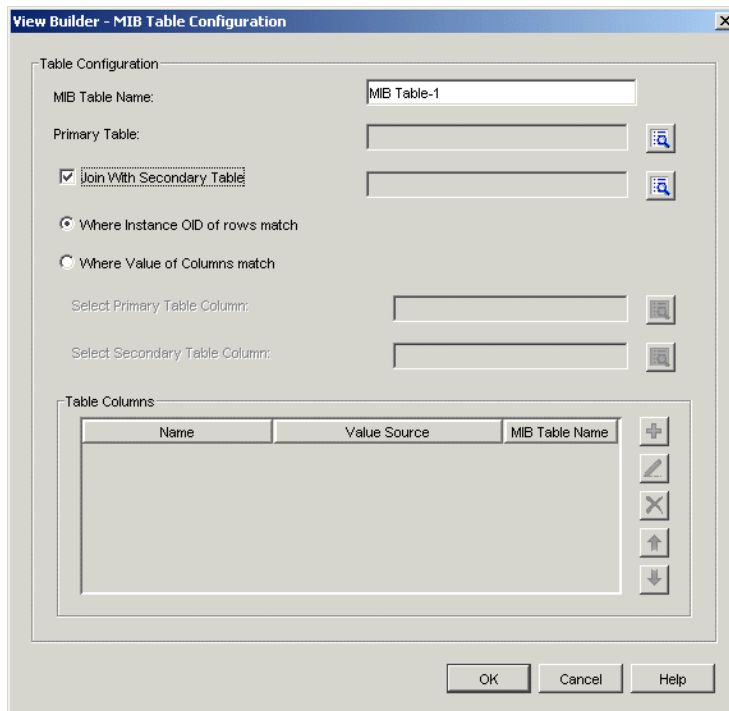 View Builder - MIB Table Configuration
Table Configuration
MIB Table Name:
MIB Table-1
Primary Table:
Join With Secondary Table
Where Instance OID of rows match
Where Value of Columns match
Select Primary Table Column:
Select Secondary Table Column:
Table Columns
Name Value Source MIB Table Name
OK Cancel Help